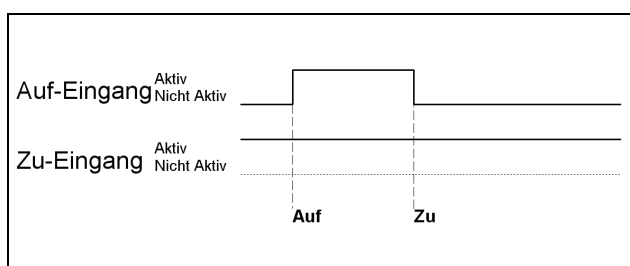 Auf-Eingang Aktiv
Nicht Aktiv
Zu-Eingang Aktiv
Nicht Aktiv
Auf Zu